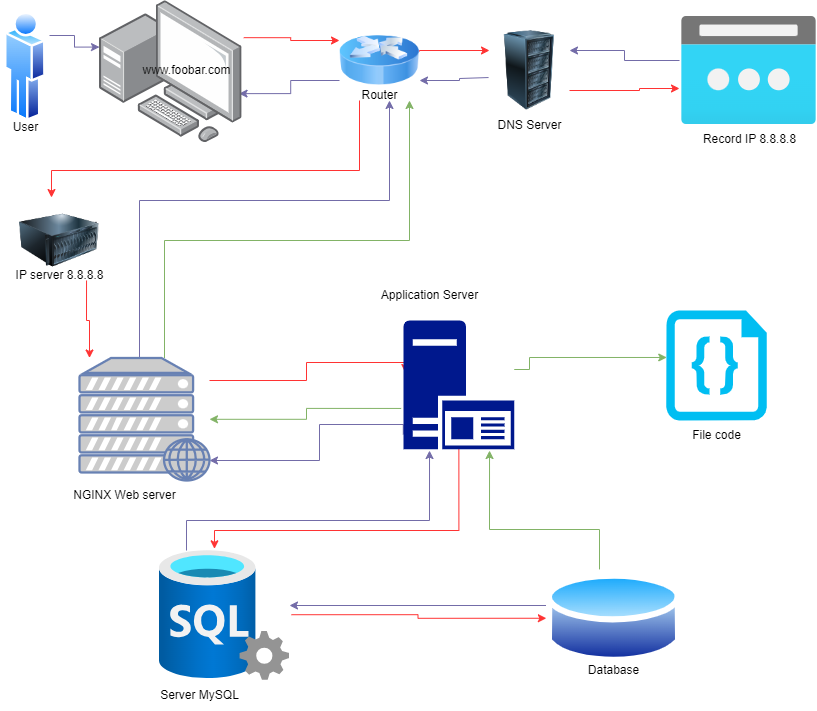 www.foobar.com
Router
User
DNS Server
Record IP 8.8.8.8
IP server 8.8.8.8
Application Server
File code
NGINX Web server
SQL
Database
Server MySQL